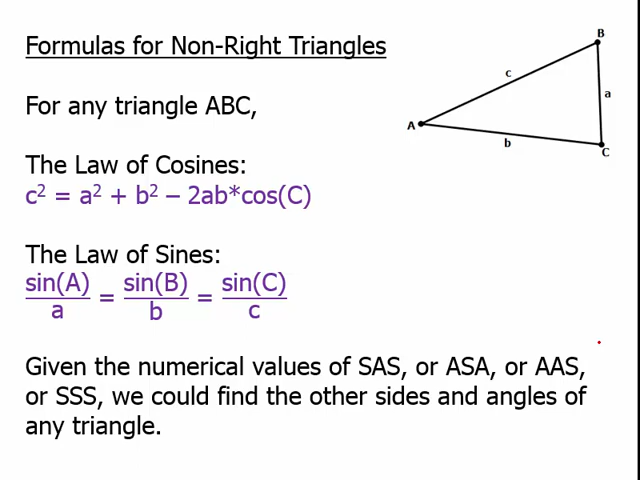 Formulas for Non-Right Triangles
B
c
a
For any triangle ABC,
A
b
C
The Law of Cosines:
c² = a² + b² – 2ab*cos(C)
The Law of Sines:
sin(A)/a = sin(B)/b = sin(C)/c
Given the numerical values of SAS, or ASA, or AAS,
or SSS, we could find the other sides and angles of
any triangle.